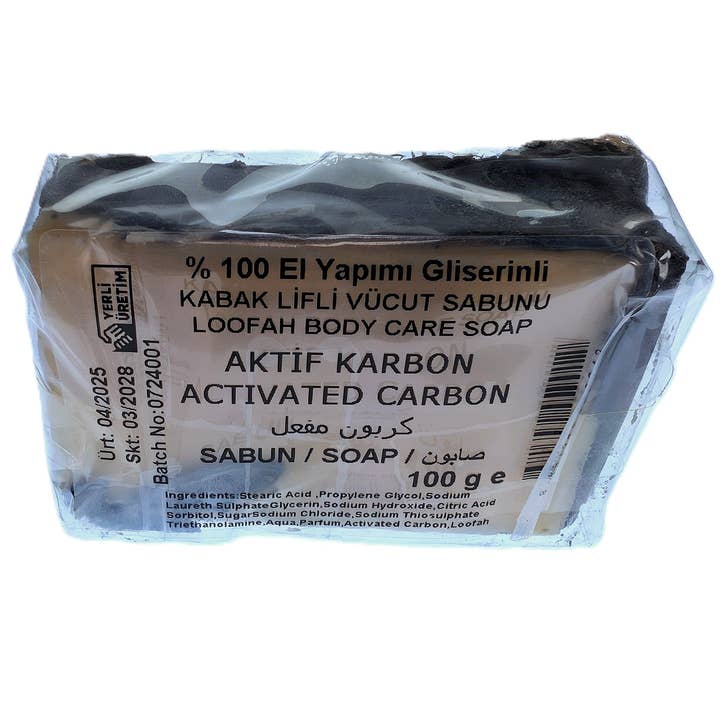 % 100 El Yapımı Gliserinli
KABAK LİFLİ VÜCUT SABUNU
LOOFAH BODY CARE SOAP
AKTİF KARBON
ACTIVATED CARBON
كربون مفعل
SABUN / SOAP / صابون
100 g e
Ingredients:Stearic Acid ,Propylene Glycol,Sodium
Laureth SulphateGlycerin,Sodium Hydroxide,Citric Acid
Sorbitol,SugarSodium Chloride,Sodium Thiosulphate
Triethanolamine,Aqua,Parfum,Activated Carbon,Loofah
YERLİ
ÜRETİM
Ürt: 04/2025
Skt: 03/2028
Batch No:0724001